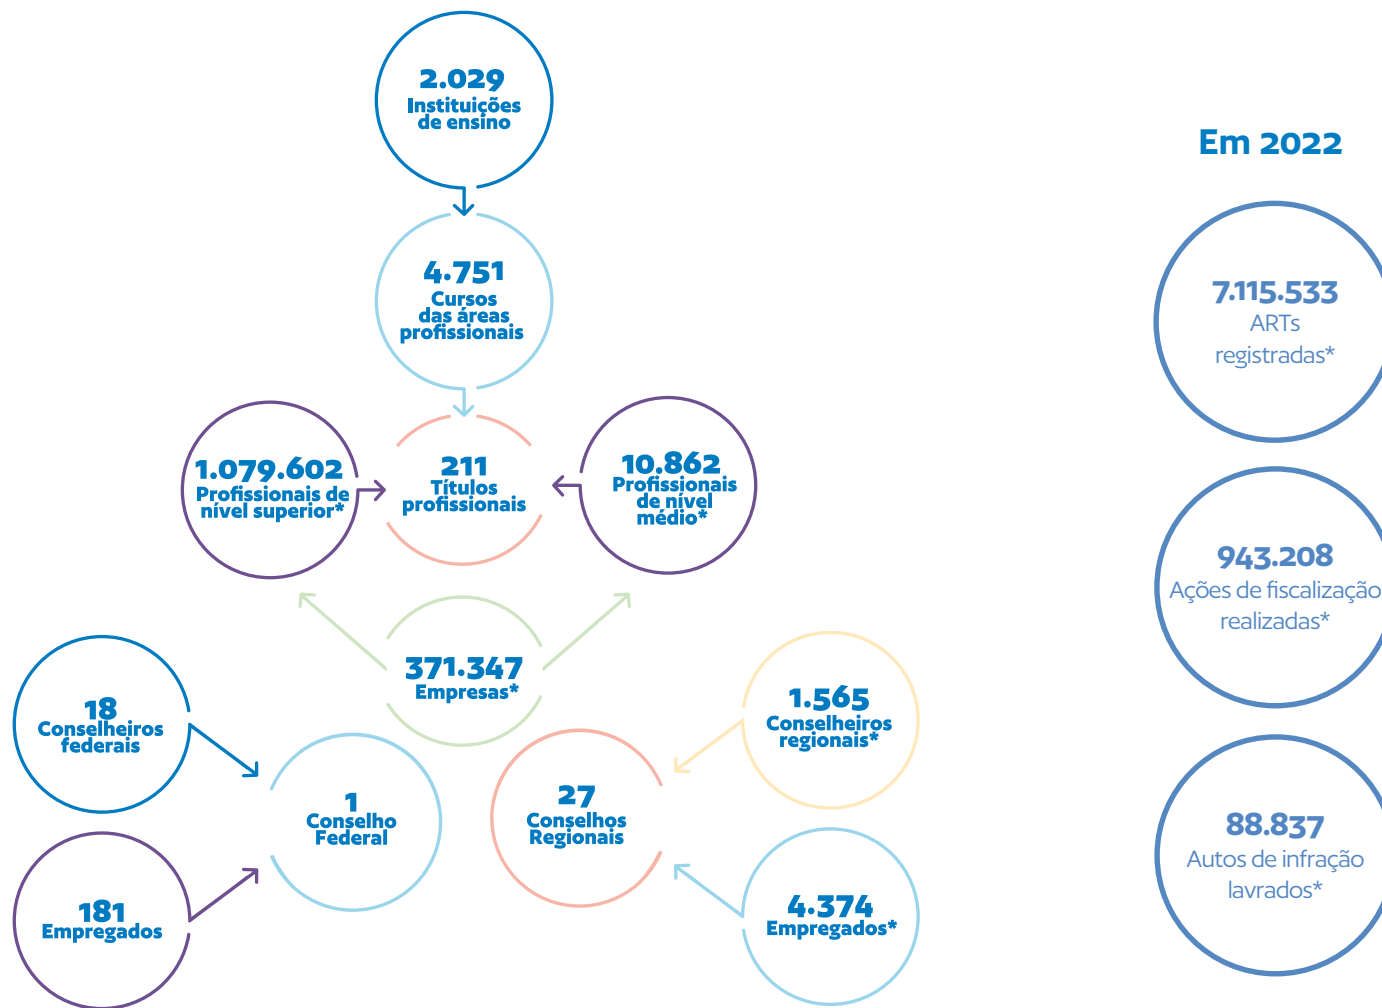 2.029
Instituições
de ensino
4.751
Cursos
das áreas
profissionais
1.079.602
Profissionais de
nível superior*
211
Títulos
profissionais
10.862
Profissionais
de nível
médio*
371.347
Empresas*
18
Conselheiros
federais
1
Conselho
Federal
181
Empregados
27
Conselhos
Regionais
1.565
Conselheiros
regionais*
4.374
Empregados*
Em 2022
7.115.533
ARTs
registradas*
943.208
Ações de fiscalização
realizadas*
88.837
Autos de infração
lavrados*